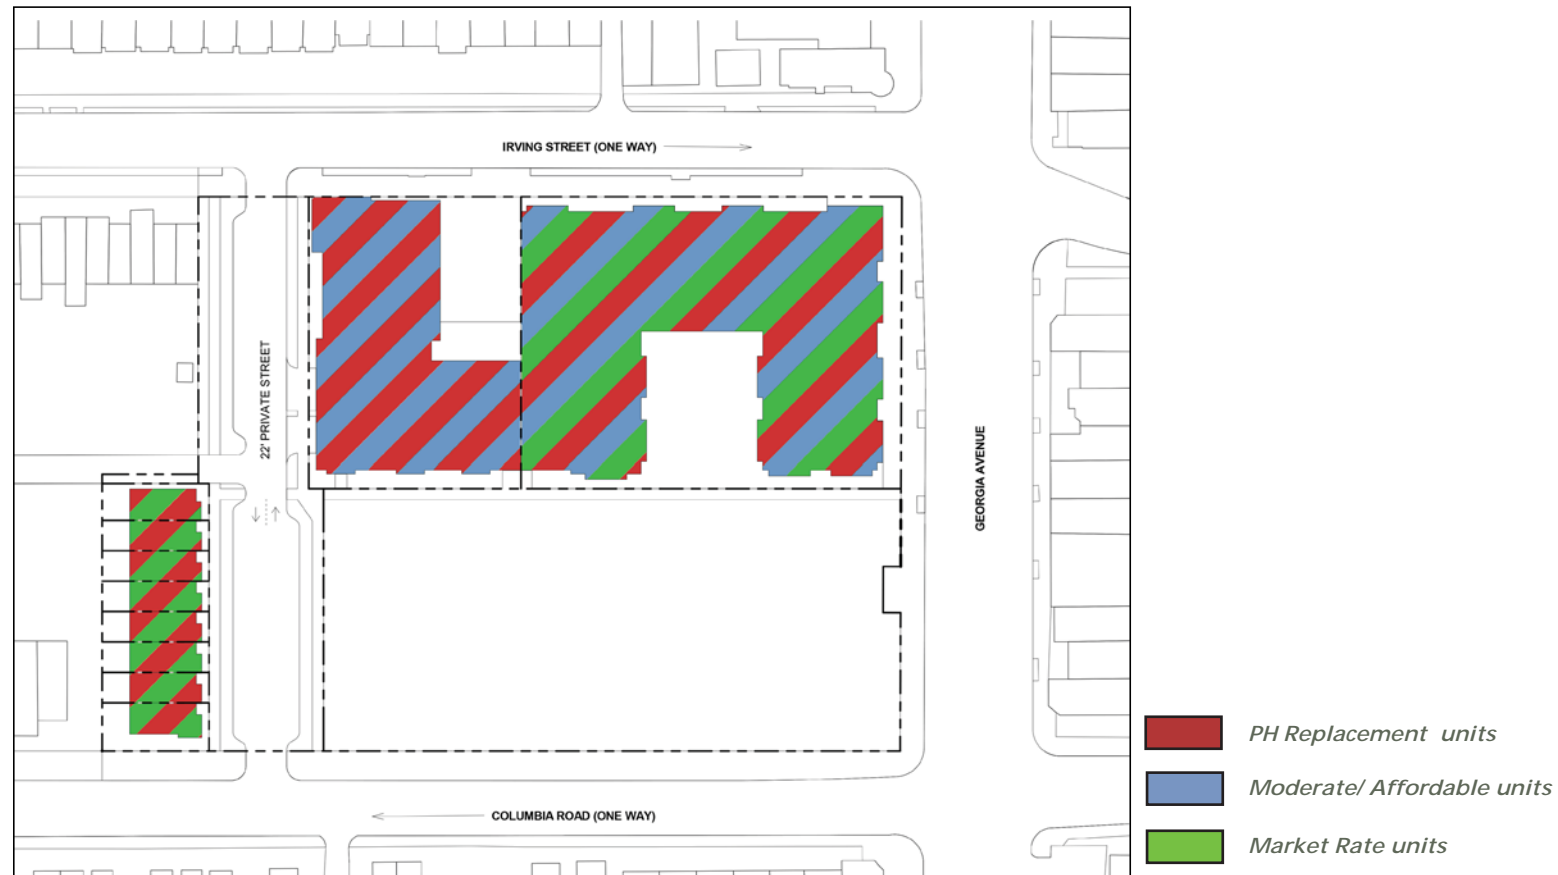 IRVING STREET (ONE WAY)
22' PRIVATE STREET
GEORGIA AVENUE
COLUMBIA ROAD (ONE WAY)
PH Replacement units
Moderate/ Affordable units
Market Rate units